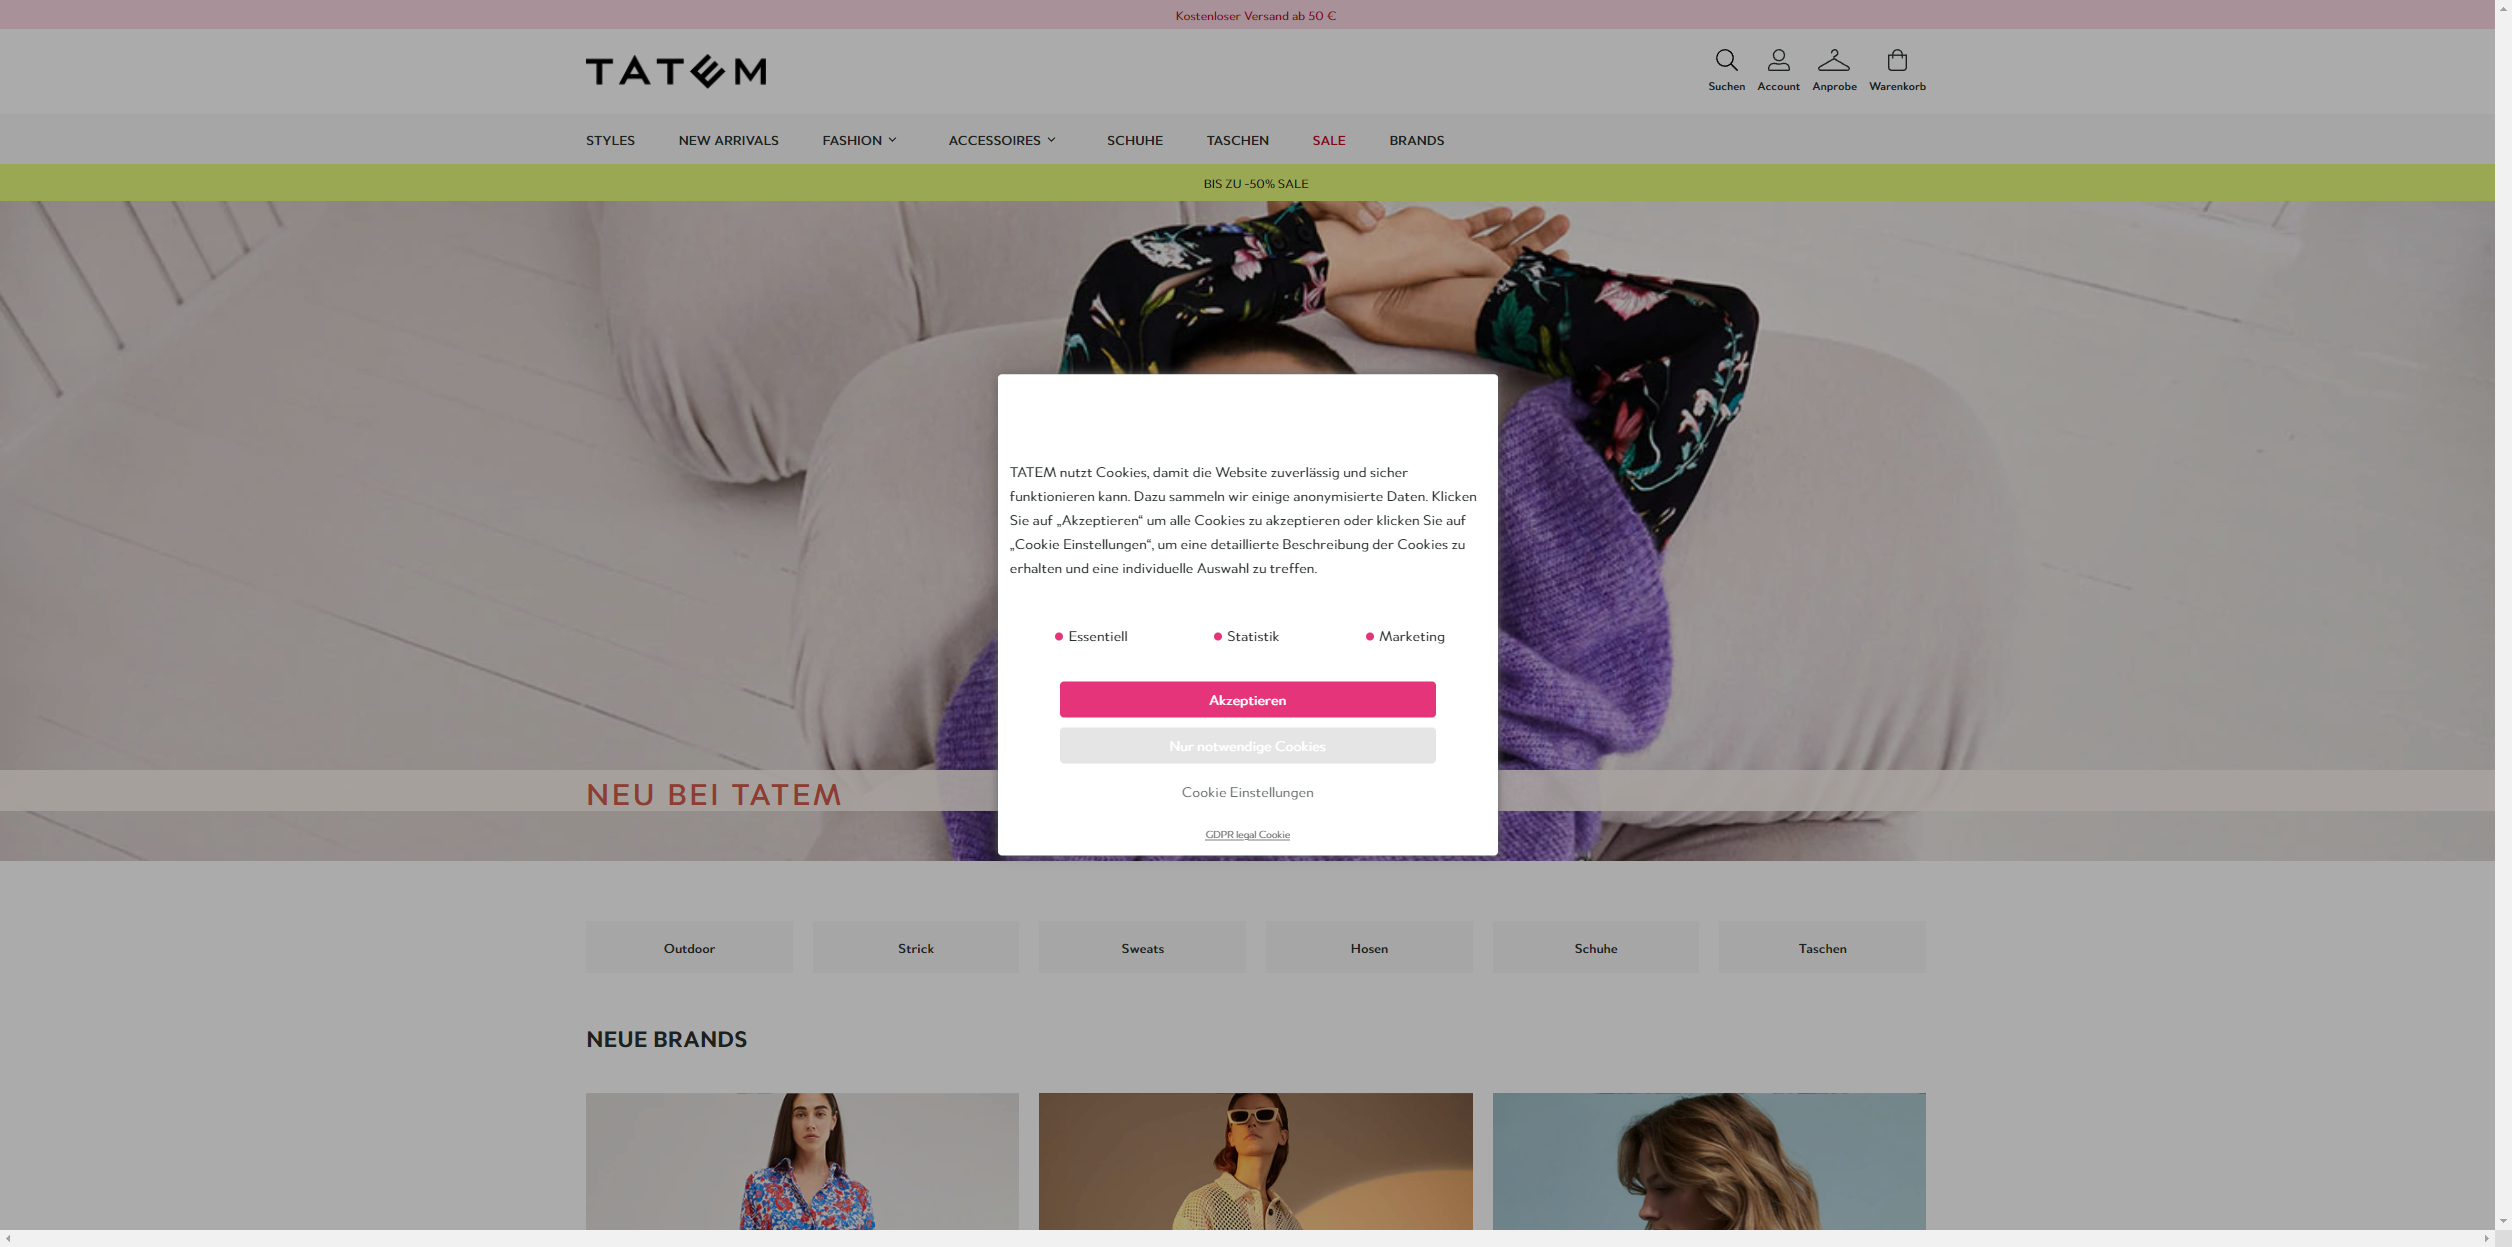 Kostenloser Versand ab 50 €
TATEM
Suchen Account Anprobe Warenkorb
STYLES NEW ARRIVALS FASHION ACCESSOIRES SCHUHE TASCHEN SALE BRANDS
BIS ZU -50% SALE
TATEM nutzt Cookies, damit die Website zuverlässig und sicher
funktionieren kann. Dazu sammeln wir einige anonymisierte Daten. Klicken
Sie auf „Akzeptieren“ um alle Cookies zu akzeptieren oder klicken Sie auf
„Cookie Einstellungen“, um eine detaillierte Beschreibung der Cookies zu
erhalten und eine individuelle Auswahl zu treffen.
Essentiell Statistik Marketing
Akzeptieren
Nur notwendige Cookies
Cookie Einstellungen
GDPR legal Cookie
NEU BEI TATEM
Outdoor Strick Sweats Hosen Schuhe Taschen
NEUE BRANDS